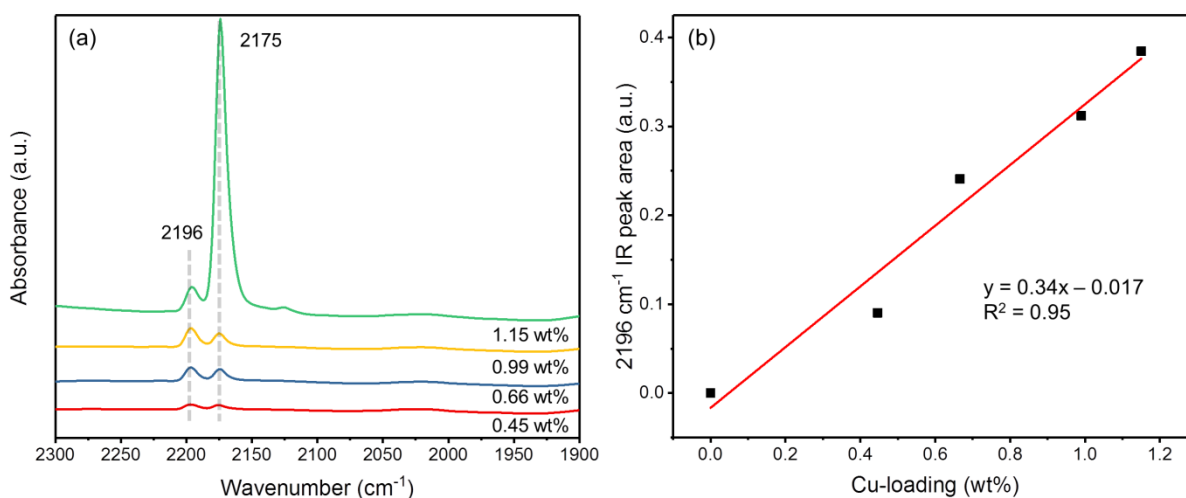 (a)
2175
2196
1.15 wt%
0.99 wt%
0.66 wt%
0.45 wt%
Absorbance (a.u.)
2300 2250 2200 2150 2100 2050 2000 1950 1900
Wavenumber (cm⁻¹)
(b)
0.4
0.3
0.2
0.1
0.0
2196 cm⁻¹ IR peak area (a.u.)
y = 0.34x – 0.017
R² = 0.95
0.0 0.2 0.4 0.6 0.8 1.0 1.2
Cu-loading (wt%)